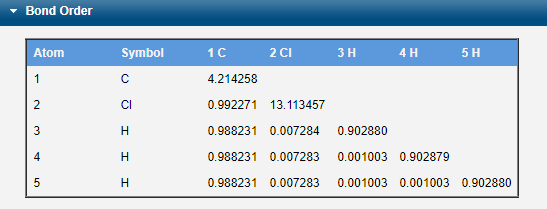 Bond Order
Atom Symbol 1 C 2 Cl 3 H 4 H 5 H
1 C 4.214258
2 Cl 0.992271 13.113457
3 H 0.988231 0.007284 0.902880
4 H 0.988231 0.007283 0.001003 0.902879
5 H 0.988231 0.007283 0.001003 0.001003 0.902880